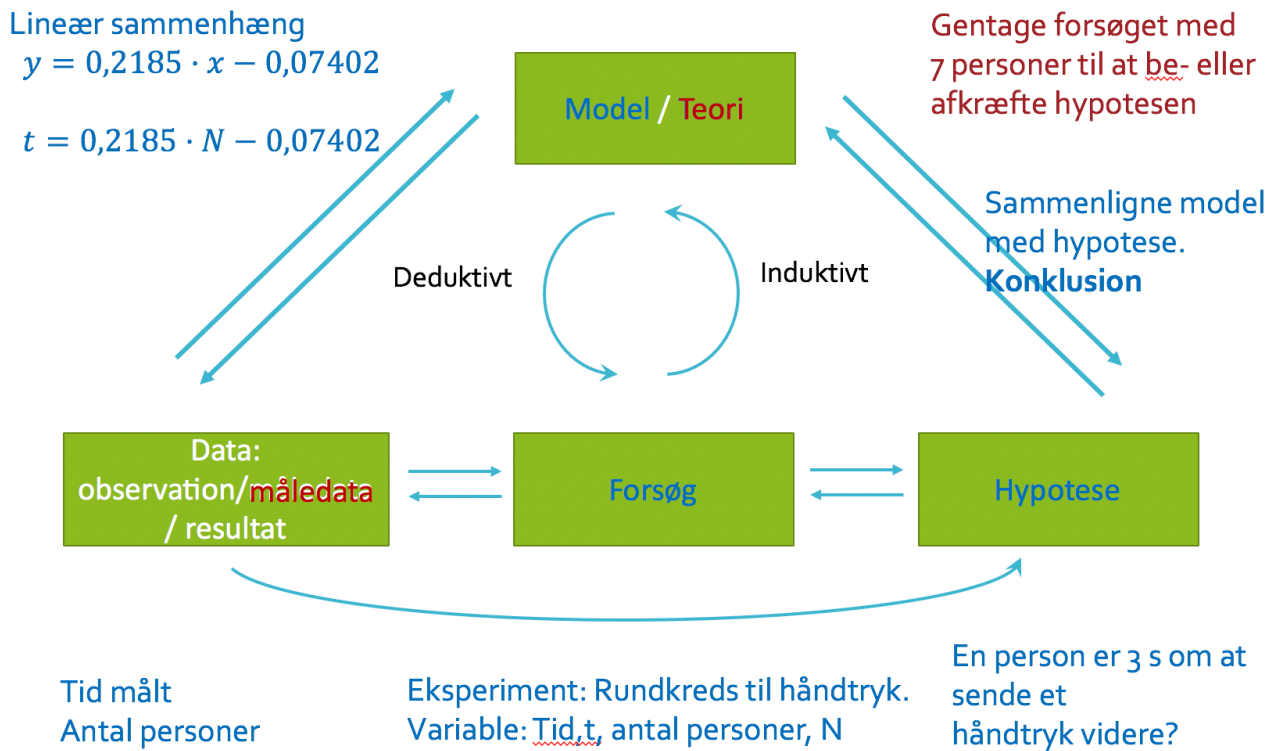 Lineær sammenhæng
y = 0,2185 · x − 0,07402
t = 0,2185 · N − 0,07402
Model / Teori
Gentage forsøget med
7 personer til at be- eller
afkræfte hypotesen
Sammenligne model
med hypotese.
Konklusion
Deduktivt
Induktivt
Data:
observation/måledata
/ resultat
Forsøg
Hypotese
Tid målt
Antal personer
Eksperiment: Rundkreds til håndtryk.
Variable: Tid,t, antal personer, N
En person er 3 s om at
sende et
håndtryk videre?